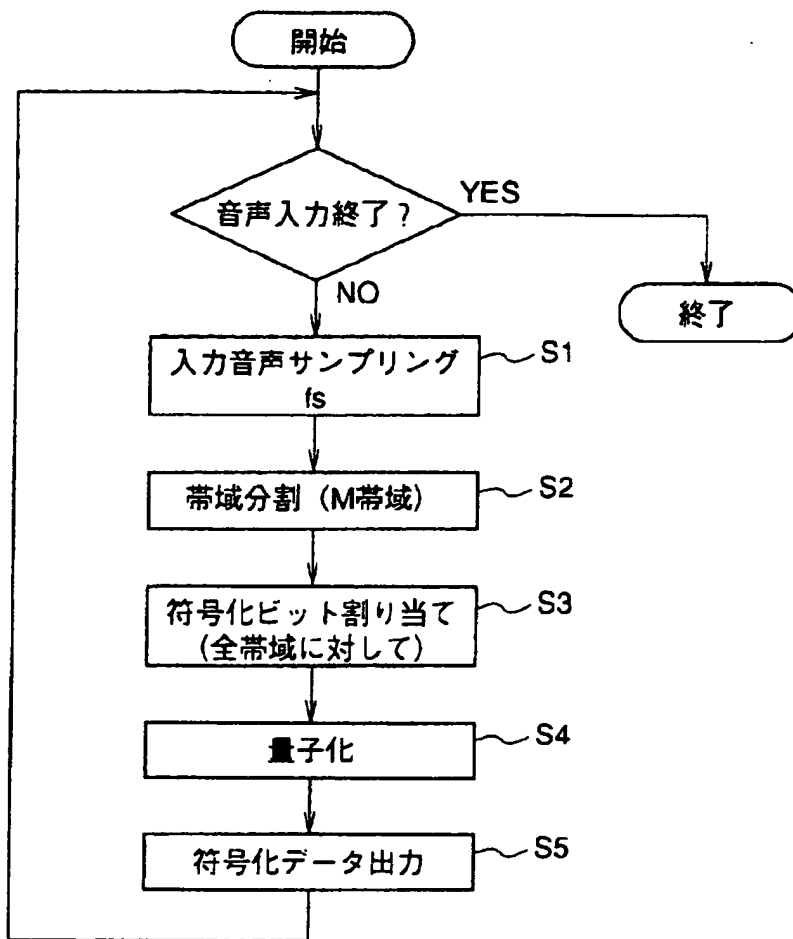 開始
音声入力終了?
YES
NO
終了
入力音声サンプリング
fs
S1
帯域分割(M帯域)
S2
符号化ビット割り当て
(全帯域に対して)
S3
量子化
S4
符号化データ出力
S5